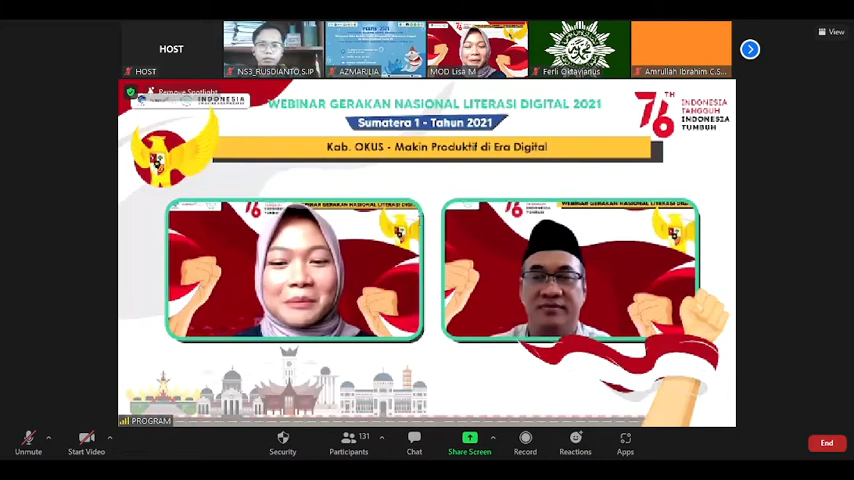 View
HOST
HOST
NS3_RUSDIANTO S.IP
AZMARILIA
MOD Lisa M
Ferli Oktavianus
Amrullah Ibrahim C.S...
Remove Spotlight
INDONESIA
WEBINAR GERAKAN NASIONAL LITERASI DIGITAL 2021
Sumatera 1 - Tahun 2021
Kab. OKUS - Makin Produktif di Era Digital
76TH
INDONESIA
TANGGUH
INDONESIA
TUMBUH
PROGRAM
Unmute
Start Video
Security
131
Participants
Chat
Share Screen
Record
Reactions
Apps
End